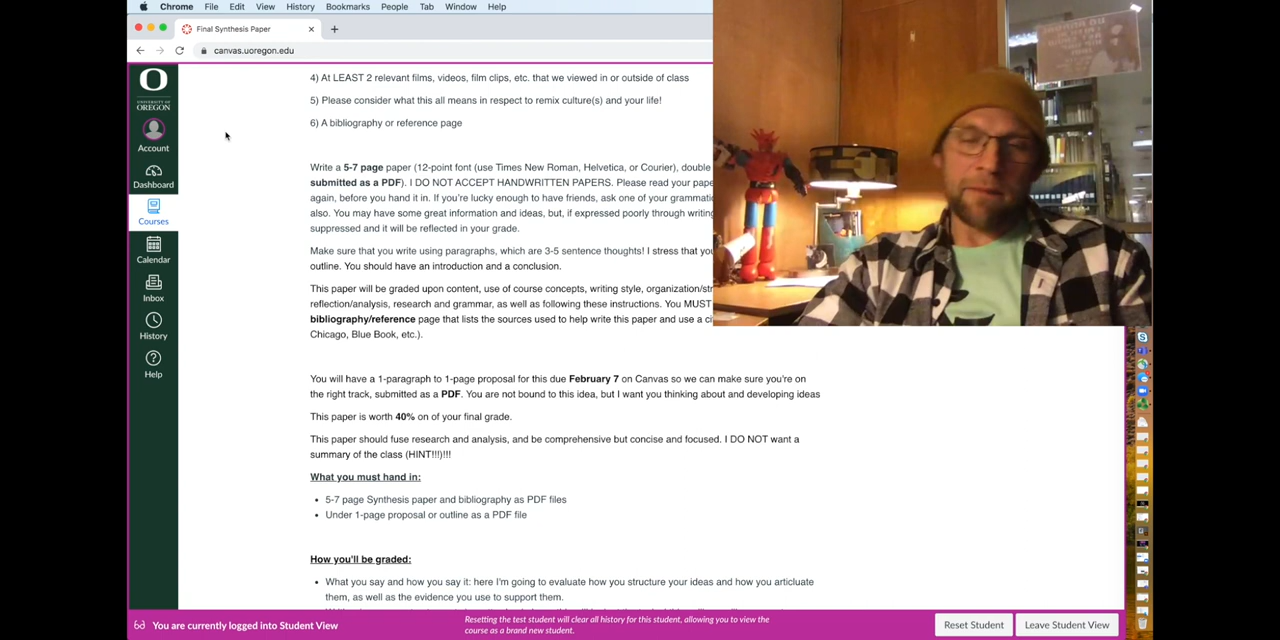 Chrome File Edit View History Bookmarks People Tab Window Help
Final Synthesis Paper
canvas.uoregon.edu
O
UNIVERSITY OF
OREGON
Account
Dashboard
Courses
Calendar
Inbox
History
Help
4) At LEAST 2 relevant films, videos, film clips, etc. that we viewed in or outside of class
5) Please consider what this all means in respect to remix culture(s) and your life!
6) A bibliography or reference page
Write a 5-7 page paper (12-point font (use Times New Roman, Helvetica, or Courier), double
submitted as a PDF). I DO NOT ACCEPT HANDWRITTEN PAPERS. Please read your pape
again, before you hand it in. If you're lucky enough to have friends, ask one of your grammatic
also. You may have some great information and ideas, but, if expressed poorly through writing
suppressed and it will be reflected in your grade.
Make sure that you write using paragraphs, which are 3-5 sentence thoughts! I stress that you
outline. You should have an introduction and a conclusion.
This paper will be graded upon content, use of course concepts, writing style, organization/str
reflection/analysis, research and grammar, as well as following these instructions. You MUST
bibliography/reference page that lists the sources used to help write this paper and use a ci
Chicago, Blue Book, etc.).
You will have a 1-paragraph to 1-page proposal for this due February 7 on Canvas so we can make sure you're on
the right track, submitted as a PDF. You are not bound to this idea, but I want you thinking about and developing ideas
This paper is worth 40% on of your final grade.
This paper should fuse research and analysis, and be comprehensive but concise and focused. I DO NOT want a
summary of the class (HINT!!!)!!!
What you must hand in:
• 5-7 page Synthesis paper and bibliography as PDF files
• Under 1-page proposal or outline as a PDF file
How you'll be graded:
• What you say and how you say it: here I'm going to evaluate how you structure your ideas and how you articluate
them, as well as the evidence you use to support them.
You are currently logged into Student View
Resetting the test student will clear all history for this student, allowing you to view the
course as a brand new student.
Reset Student
Leave Student View